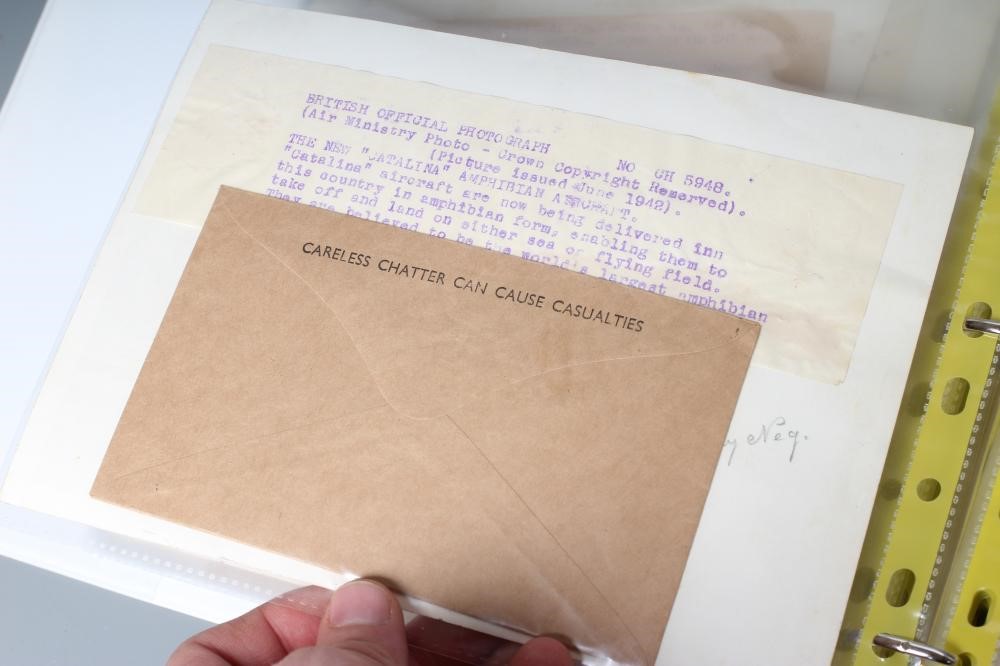 BRITISH OFFICIAL PHOTOGRAPH NO CH 5948.
(Air Ministry Photo - Crown Copyright Reserved).
(Picture issued June 1942).
THE NEW "CATALINA" AMPHIBIAN AIRCRAFT.
"Catalina" aircraft are now being delivered inn
this country in amphibian form, enabling them to
take off and land on either sea of flying field.
They are believed to be the world's largest amphibian
CARELESS CHATTER CAN CAUSE CASUALTIES
Neg.